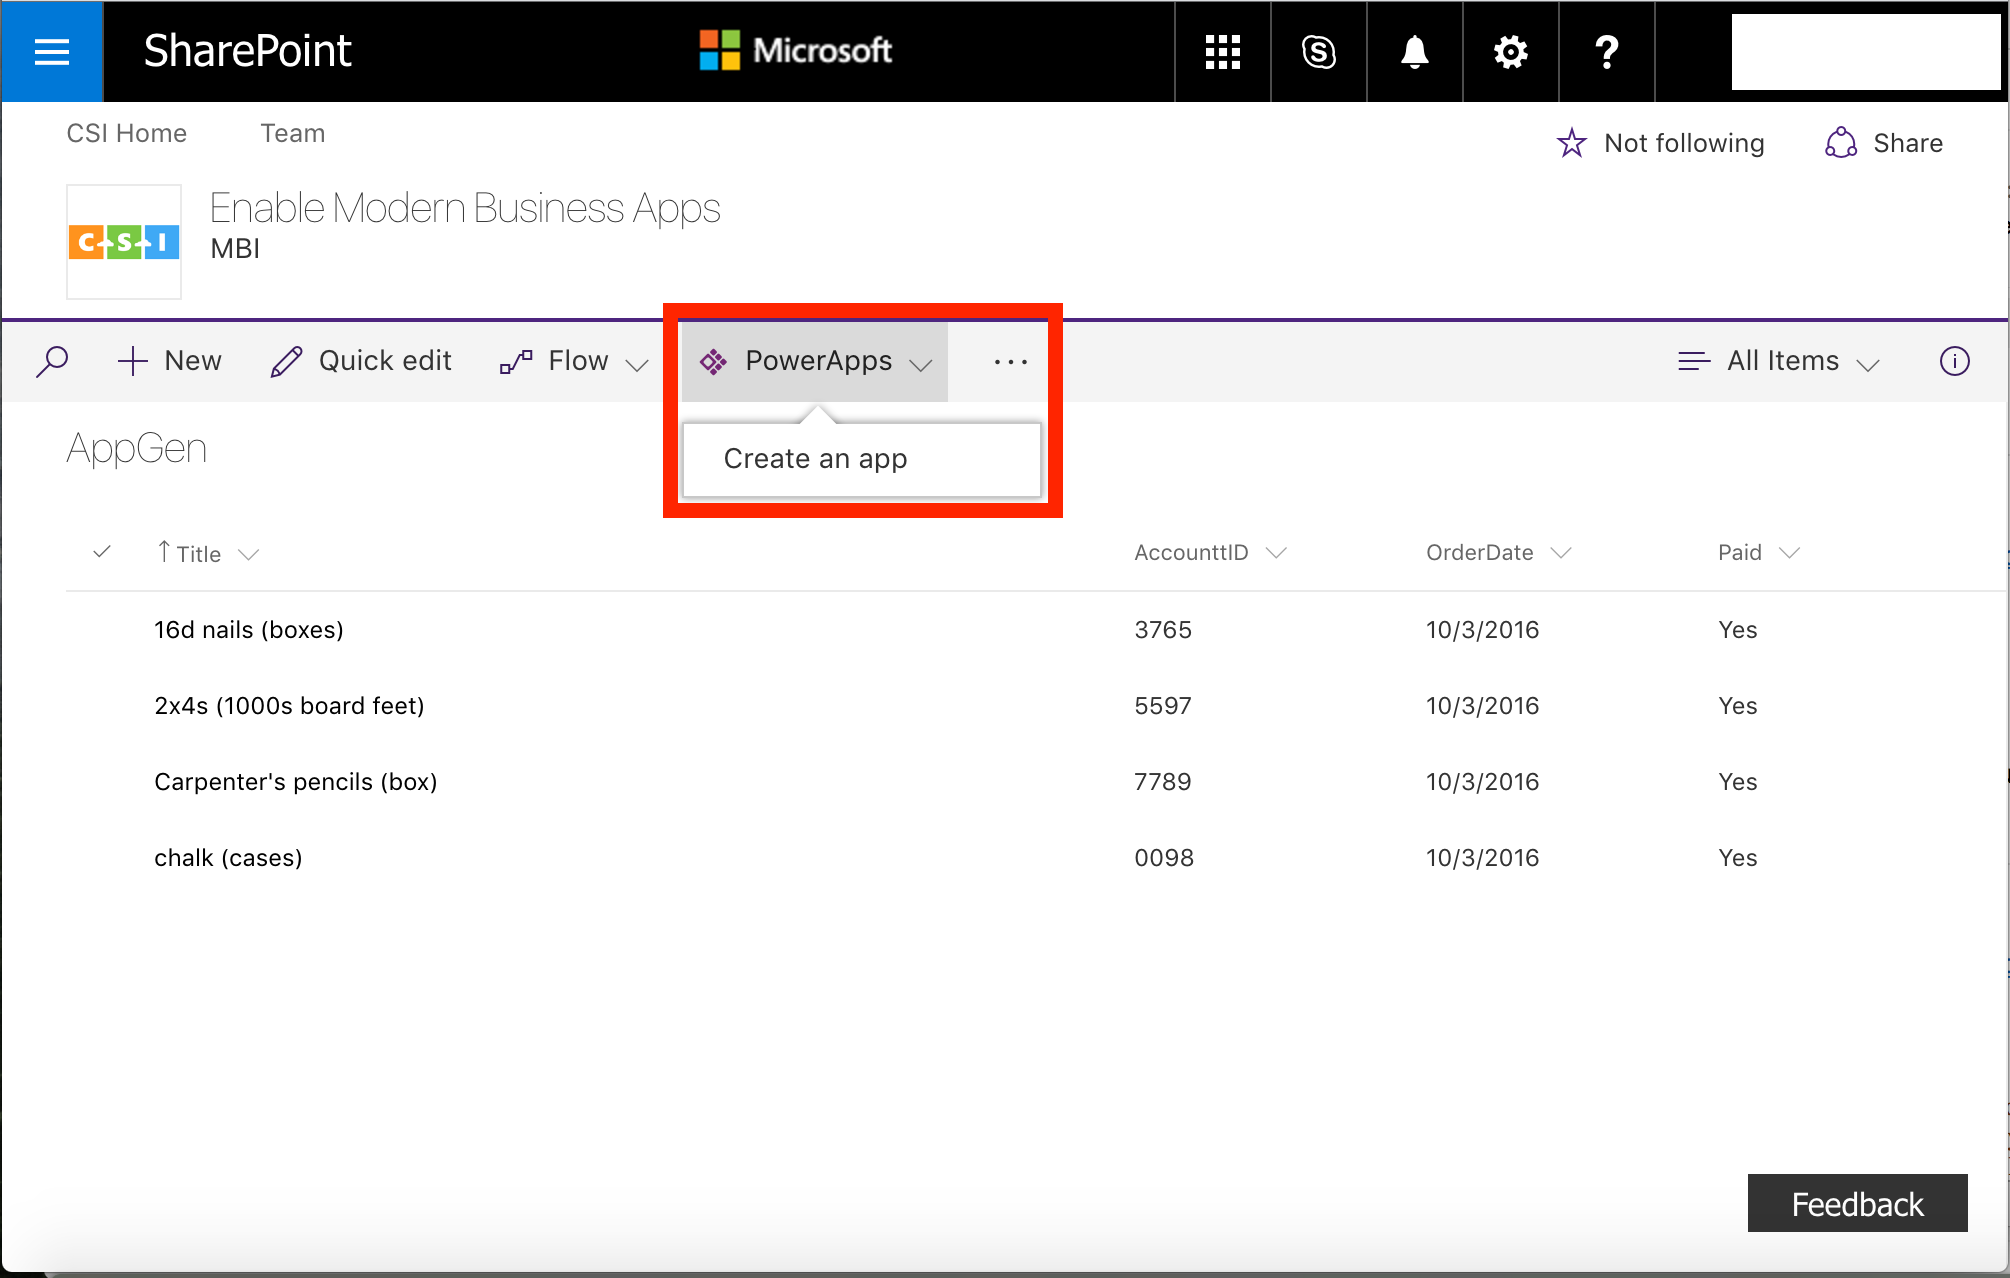 SharePoint
Microsoft
?
CSI Home Team
Not following Share
C S I
Enable Modern Business Apps
MBI
New Quick edit Flow PowerApps ... All Items
Create an app
AppGen
Title AccounttID OrderDate Paid
16d nails (boxes) 3765 10/3/2016 Yes
2x4s (1000s board feet) 5597 10/3/2016 Yes
Carpenter's pencils (box) 7789 10/3/2016 Yes
chalk (cases) 0098 10/3/2016 Yes
Feedback